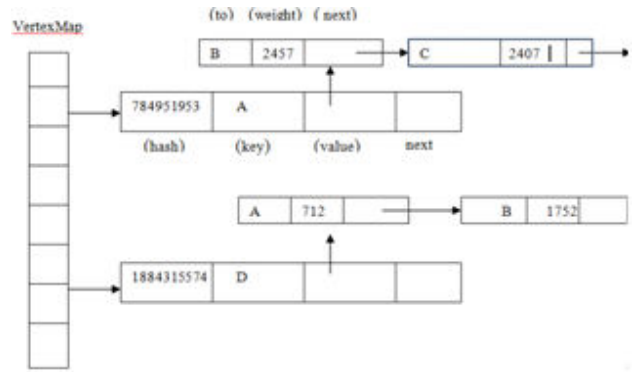 (to) (weight) ( next)
VertexMap
B 2457 C 2407
784951953 A
(hash) (key) (value) next
A 712 B 1752
1884315574 D